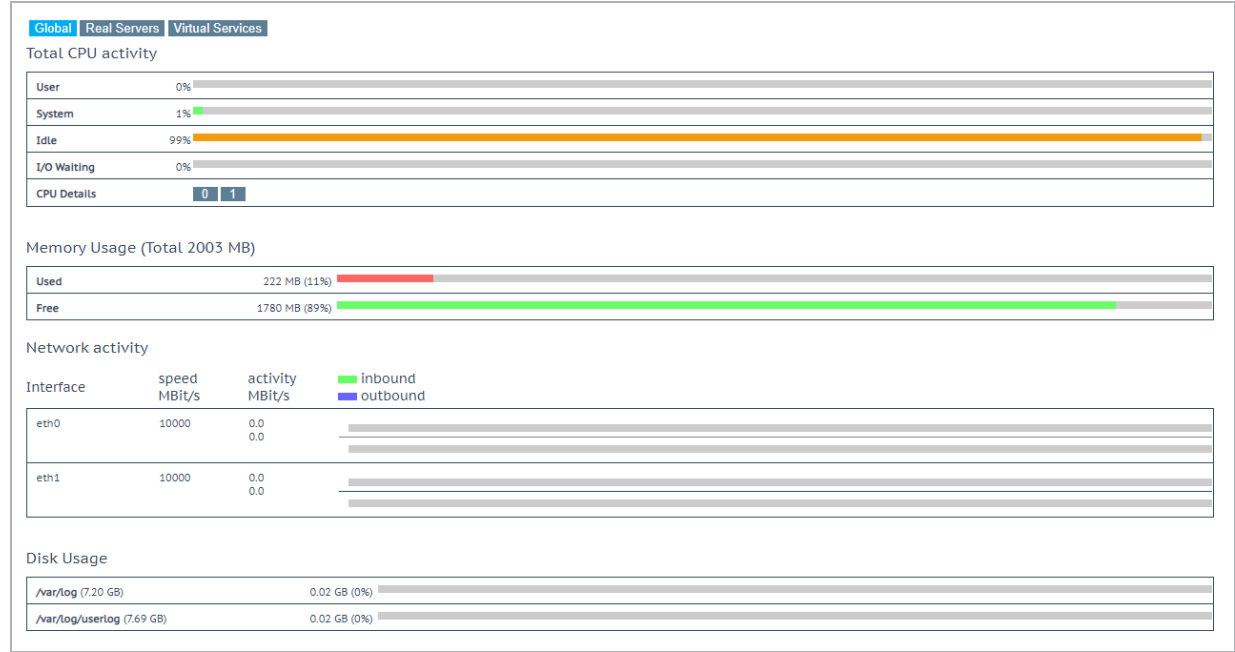 Global Real Servers Virtual Services
Total CPU activity
User 0%
System 1%
Idle 99%
I/O Waiting 0%
CPU Details 0 1
Memory Usage (Total 2003 MB)
Used 222 MB (11%)
Free 1780 MB (89%)
Network activity
Interface speed MBit/s activity MBit/s inbound outbound
eth0 10000 0.0
0.0
eth1 10000 0.0
0.0
Disk Usage
/var/log (7.20 GB) 0.02 GB (0%)
/var/log/userlog (7.69 GB) 0.02 GB (0%)